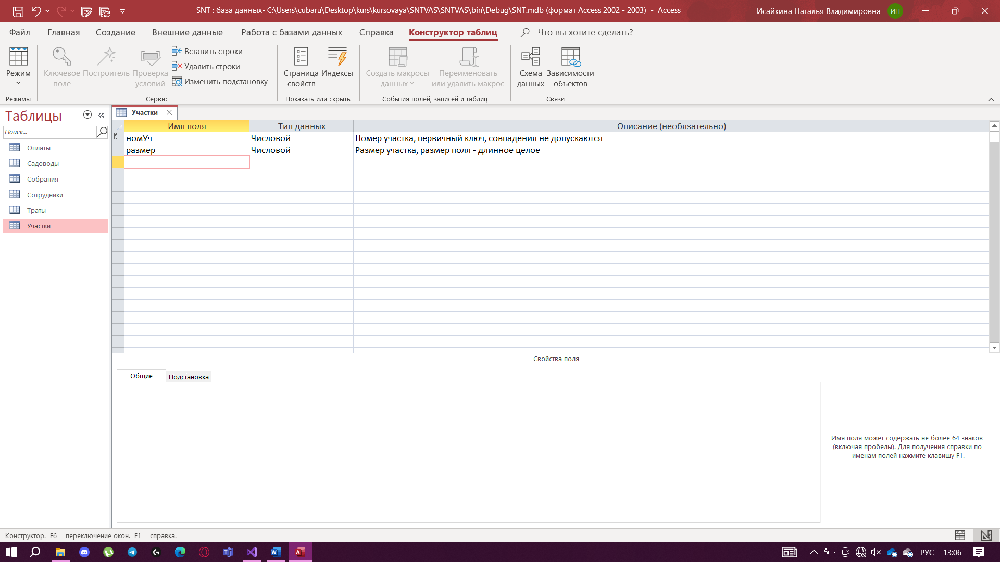 SNT : база данных- C:\Users\cubaru\Desktop\kurs\kursovaya\SNTVAS\SNTVAS\bin\Debug\SNT.mdb (формат Access 2002 - 2003) - Access
Исайкина Наталья Владимировна
ИН
Файл Главная Создание Внешние данные Работа с базами данных Справка Конструктор таблиц Что вы хотите сделать?
Режим
Ключевое поле
Построитель
Проверка условий
Вставить строки
Удалить строки
Изменить подстановку
Страница свойств
Индексы
Создать макросы данных
Переименовать или удалить макрос
Схема данных
Зависимости объектов
Режимы Сервис Показать или скрыть События полей, записей и таблиц Связи
Таблицы
Поиск...
Оплаты
Садоводы
Собрания
Сотрудники
Траты
Участки
Участки
Имя поля Тип данных Описание (необязательно)
номУч Числовой Номер участка, первичный ключ, совпадения не допускаются
размер Числовой Размер участка, размер поля - длинное целое
Свойства поля
Общие Подстановка
Имя поля может содержать не более 64 знаков
(включая пробелы). Для получения справки по
именам полей нажмите клавишу F1.
Конструктор. F6 = переключение окон. F1 = справка.
РУС 13:06